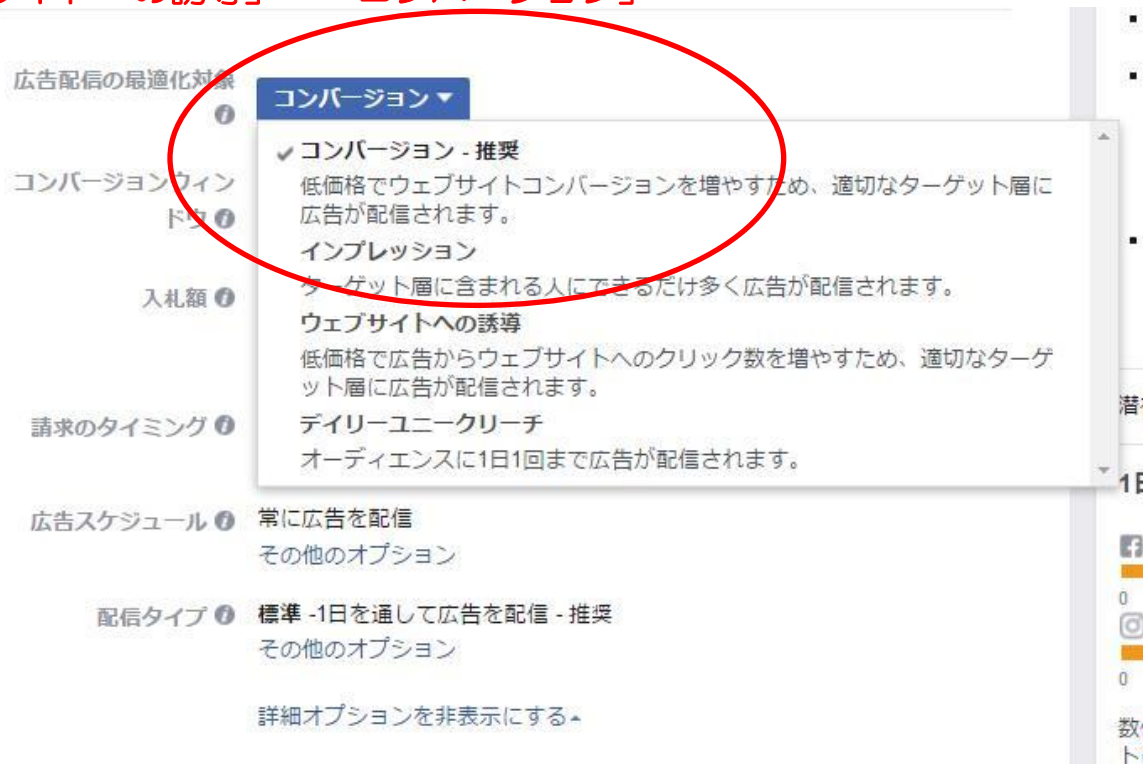 広告配信の最適化対象
コンバージョン
コンバージョン - 推奨
低価格でウェブサイトコンバージョンを増やすため、適切なターゲット層に
広告が配信されます。
コンバージョンウィン
ドウ
インプレッション
ターゲット層に含まれる人にできるだけ多く広告が配信されます。
入札額
ウェブサイトへの誘導
低価格で広告からウェブサイトへのクリック数を増やすため、適切なターゲ
ット層に広告が配信されます。
請求のタイミング
デイリーユニークリーチ
オーディエンスに1日1回まで広告が配信されます。
広告スケジュール
常に広告を配信
その他のオプション
配信タイプ
標準 -1日を通して広告を配信 - 推奨
その他のオプション
詳細オプションを非表示にする
1日
0
0
数
ト